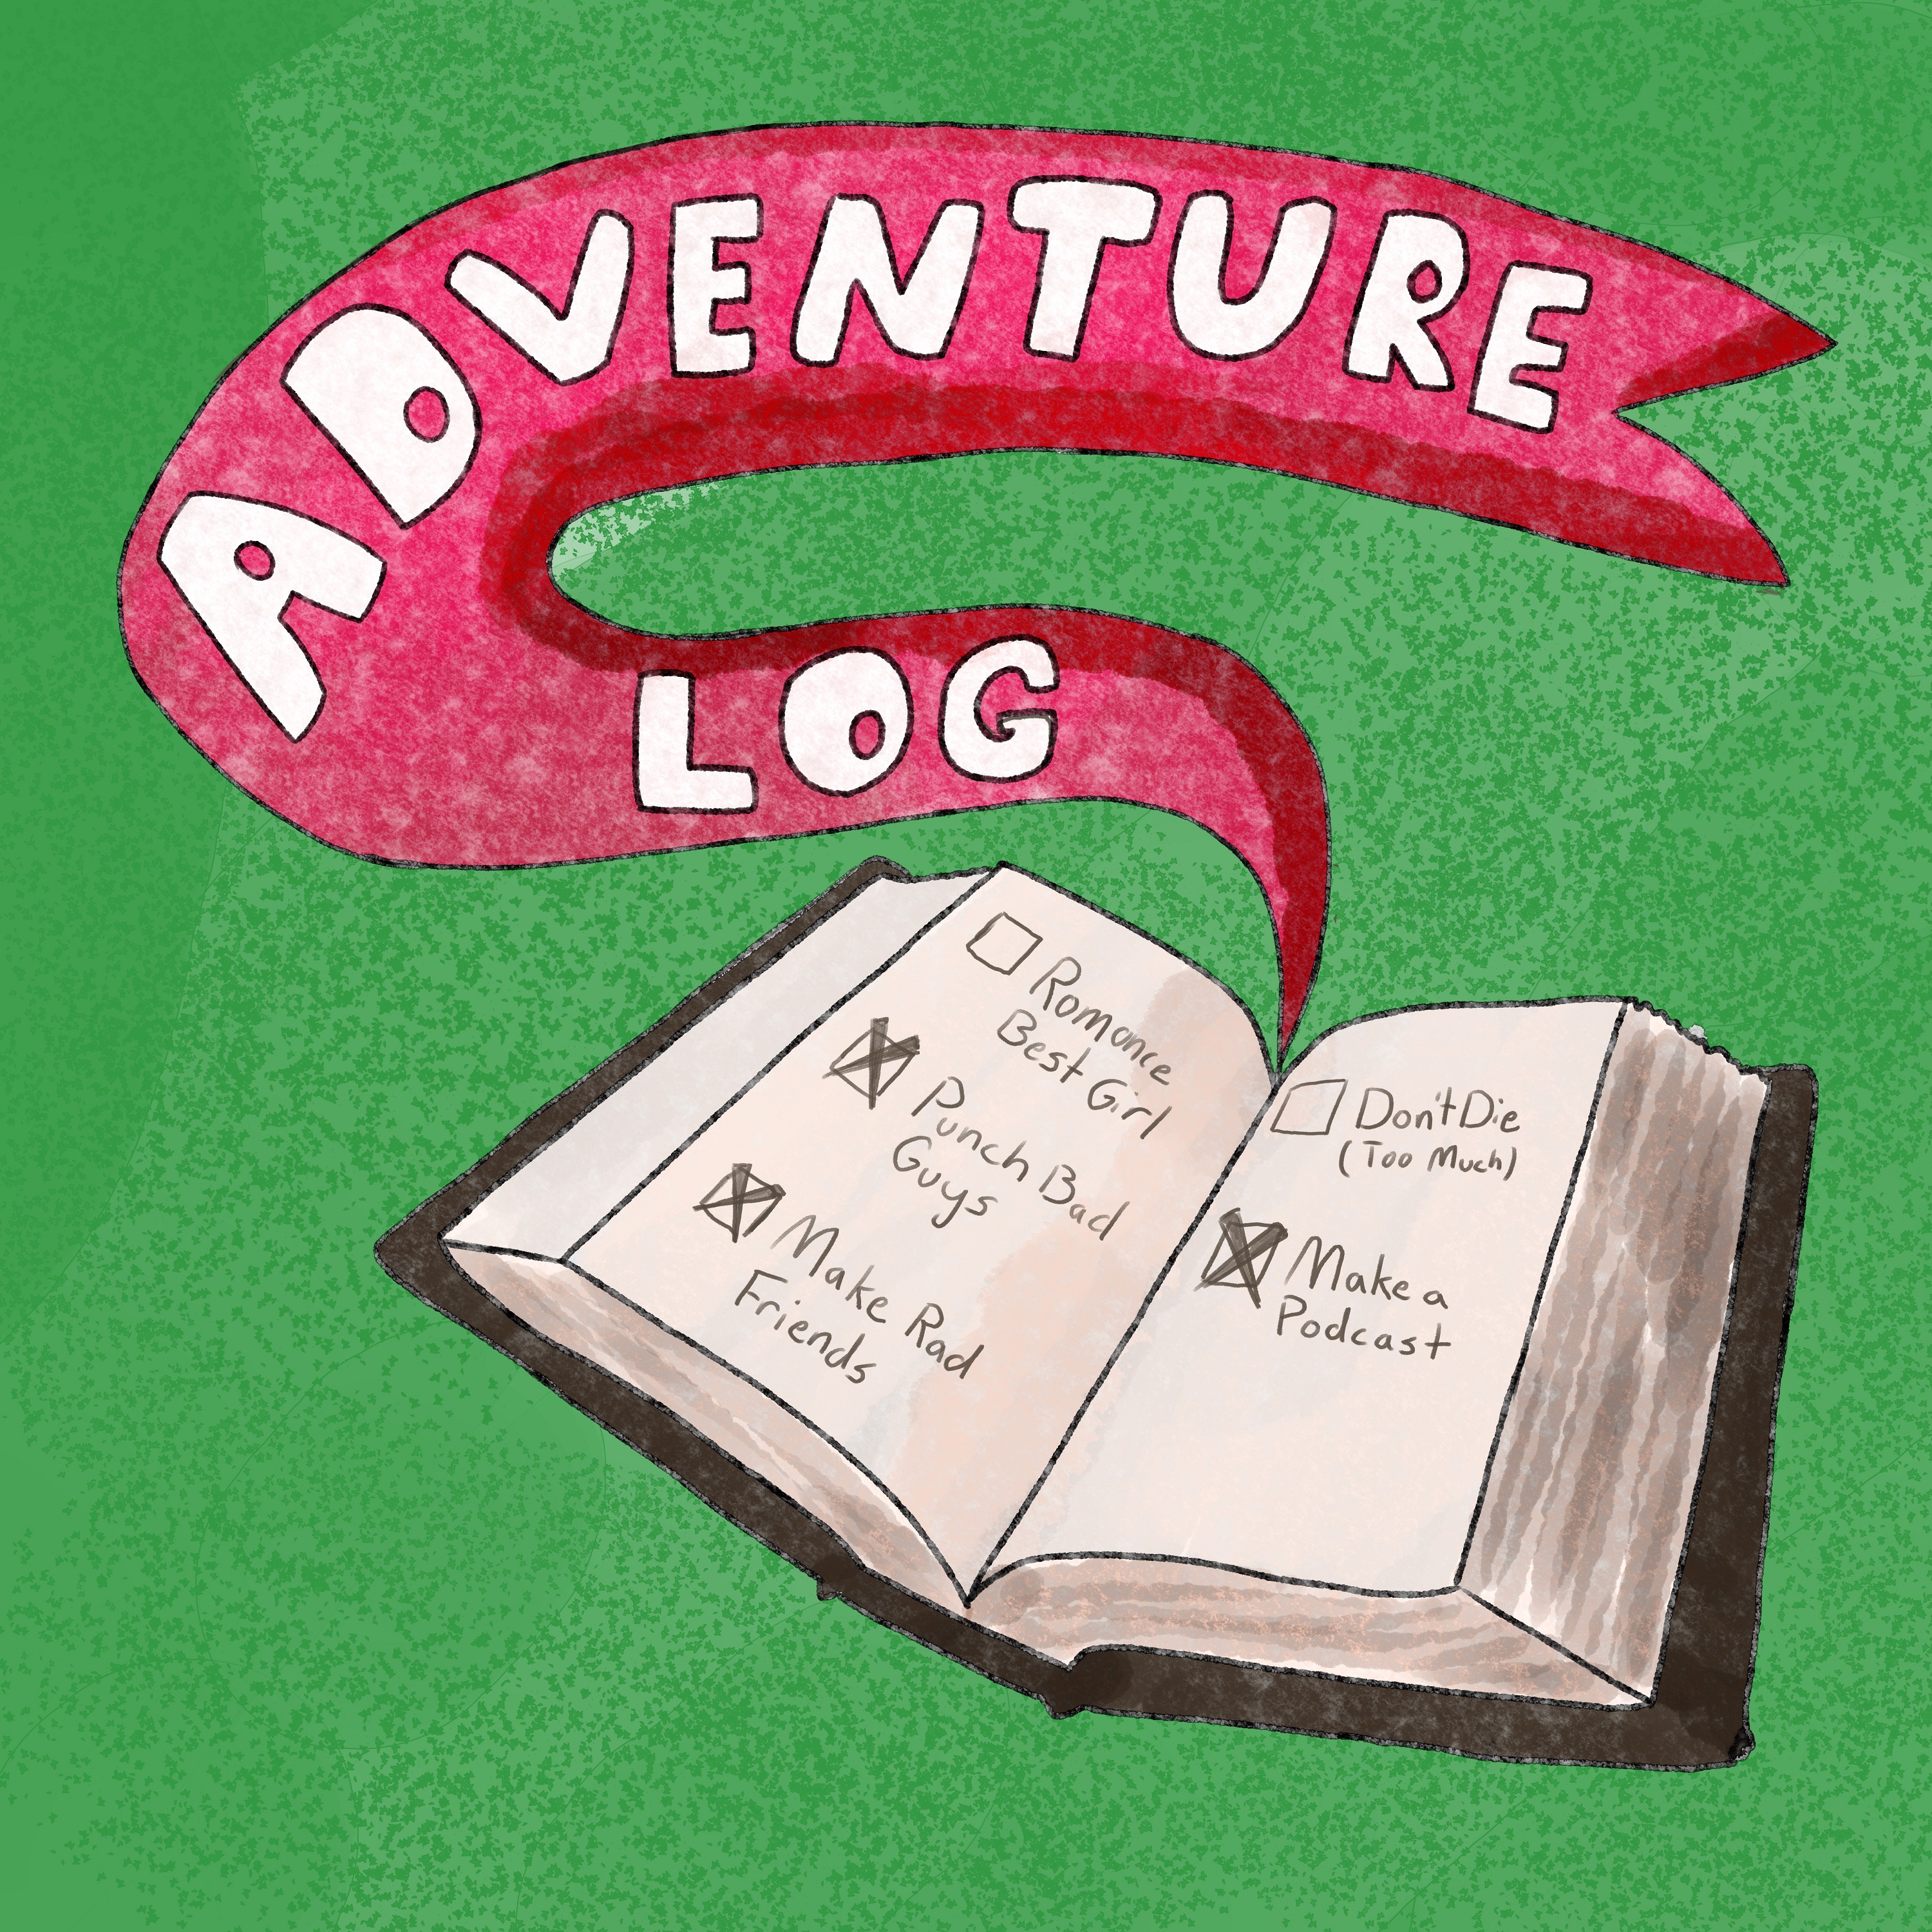 ADVENTURE
LOG
Romance
Best Girl
Punch Bad
Guys
Make Rad
Friends
Don't Die
(Too Much)
Make a
Podcast